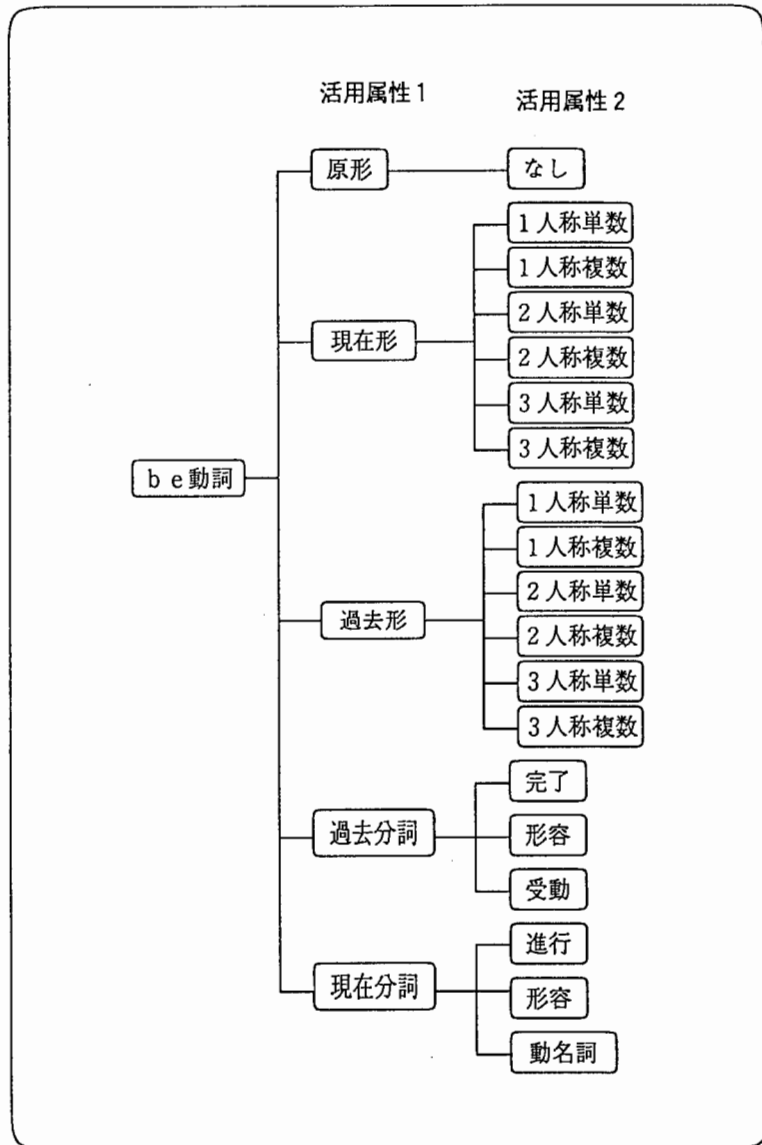 活用属性1 活用属性2
原形 なし
1人称単数
1人称複数
2人称単数
現在形
2人称複数
3人称単数
3人称複数
be動詞
1人称単数
1人称複数
2人称単数
過去形
2人称複数
3人称単数
3人称複数
完了
過去分詞 形容
受動
進行
現在分詞 形容
動名詞